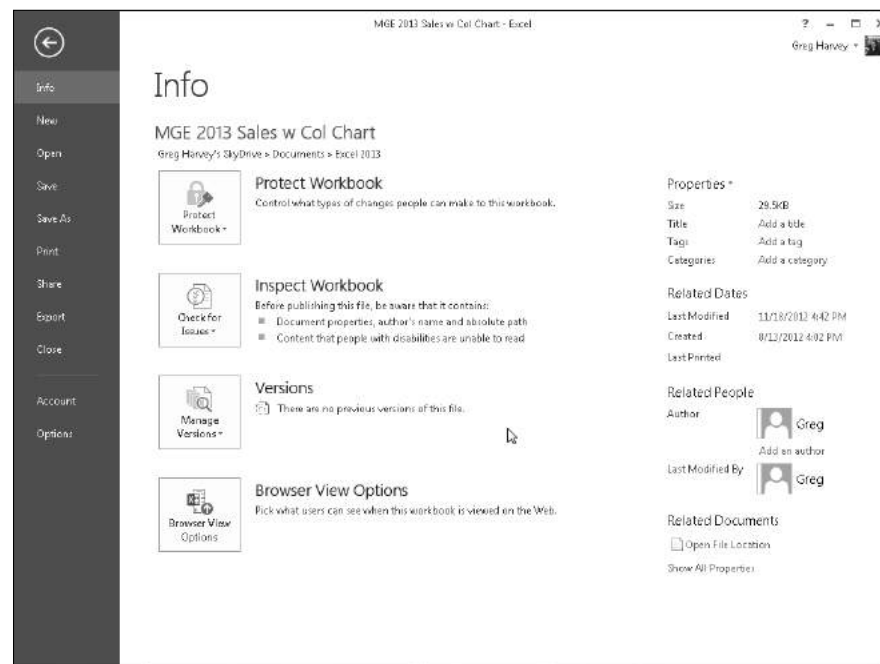 MGE 2013 Sales w Col Chart - Excel
?
Greg Harvey
Info
New
Open
Save
Save As
Print
Share
Export
Close
Account
Options
Info
MGE 2013 Sales w Col Chart
Greg Harvey's SkyDrive » Documents » Excel 2013
Protect
Workbook
Protect Workbook
Control what types of changes people can make to this workbook.
Check for
Issues
Inspect Workbook
Before publishing this file, be aware that it contains:
Document properties, author's name and absolute path
Content that people with disabilities are unable to read
Manage
Versions
Versions
There are no previous versions of this file.
Browser View
Options
Browser View Options
Pick what users can see when this workbook is viewed on the Web.
Properties
Size 29.5KB
Title Add a title
Tags Add a tag
Categories Add a category
Related Dates
Last Modified 11/18/2012 4:42 PM
Created 8/13/2012 4:02 PM
Last Printed
Related People
Author Greg
Add an author
Last Modified By Greg
Related Documents
Open File Location
Show All Properties